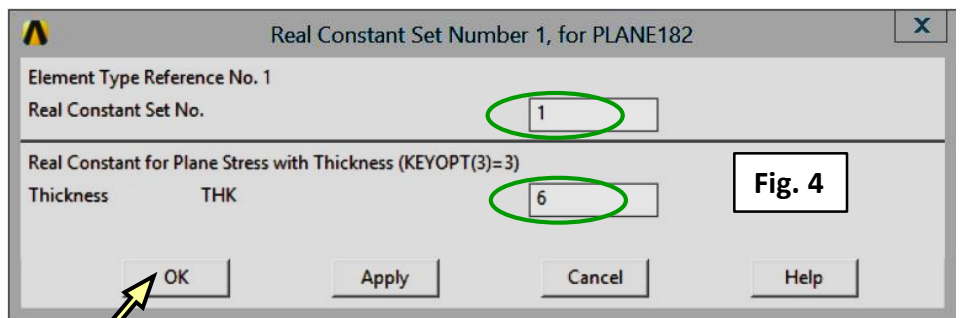 Real Constant Set Number 1, for PLANE182
X
Element Type Reference No. 1
Real Constant Set No.
1
Real Constant for Plane Stress with Thickness (KEYOPT(3)=3)
Thickness THK
6
Fig. 4
OK Apply Cancel Help